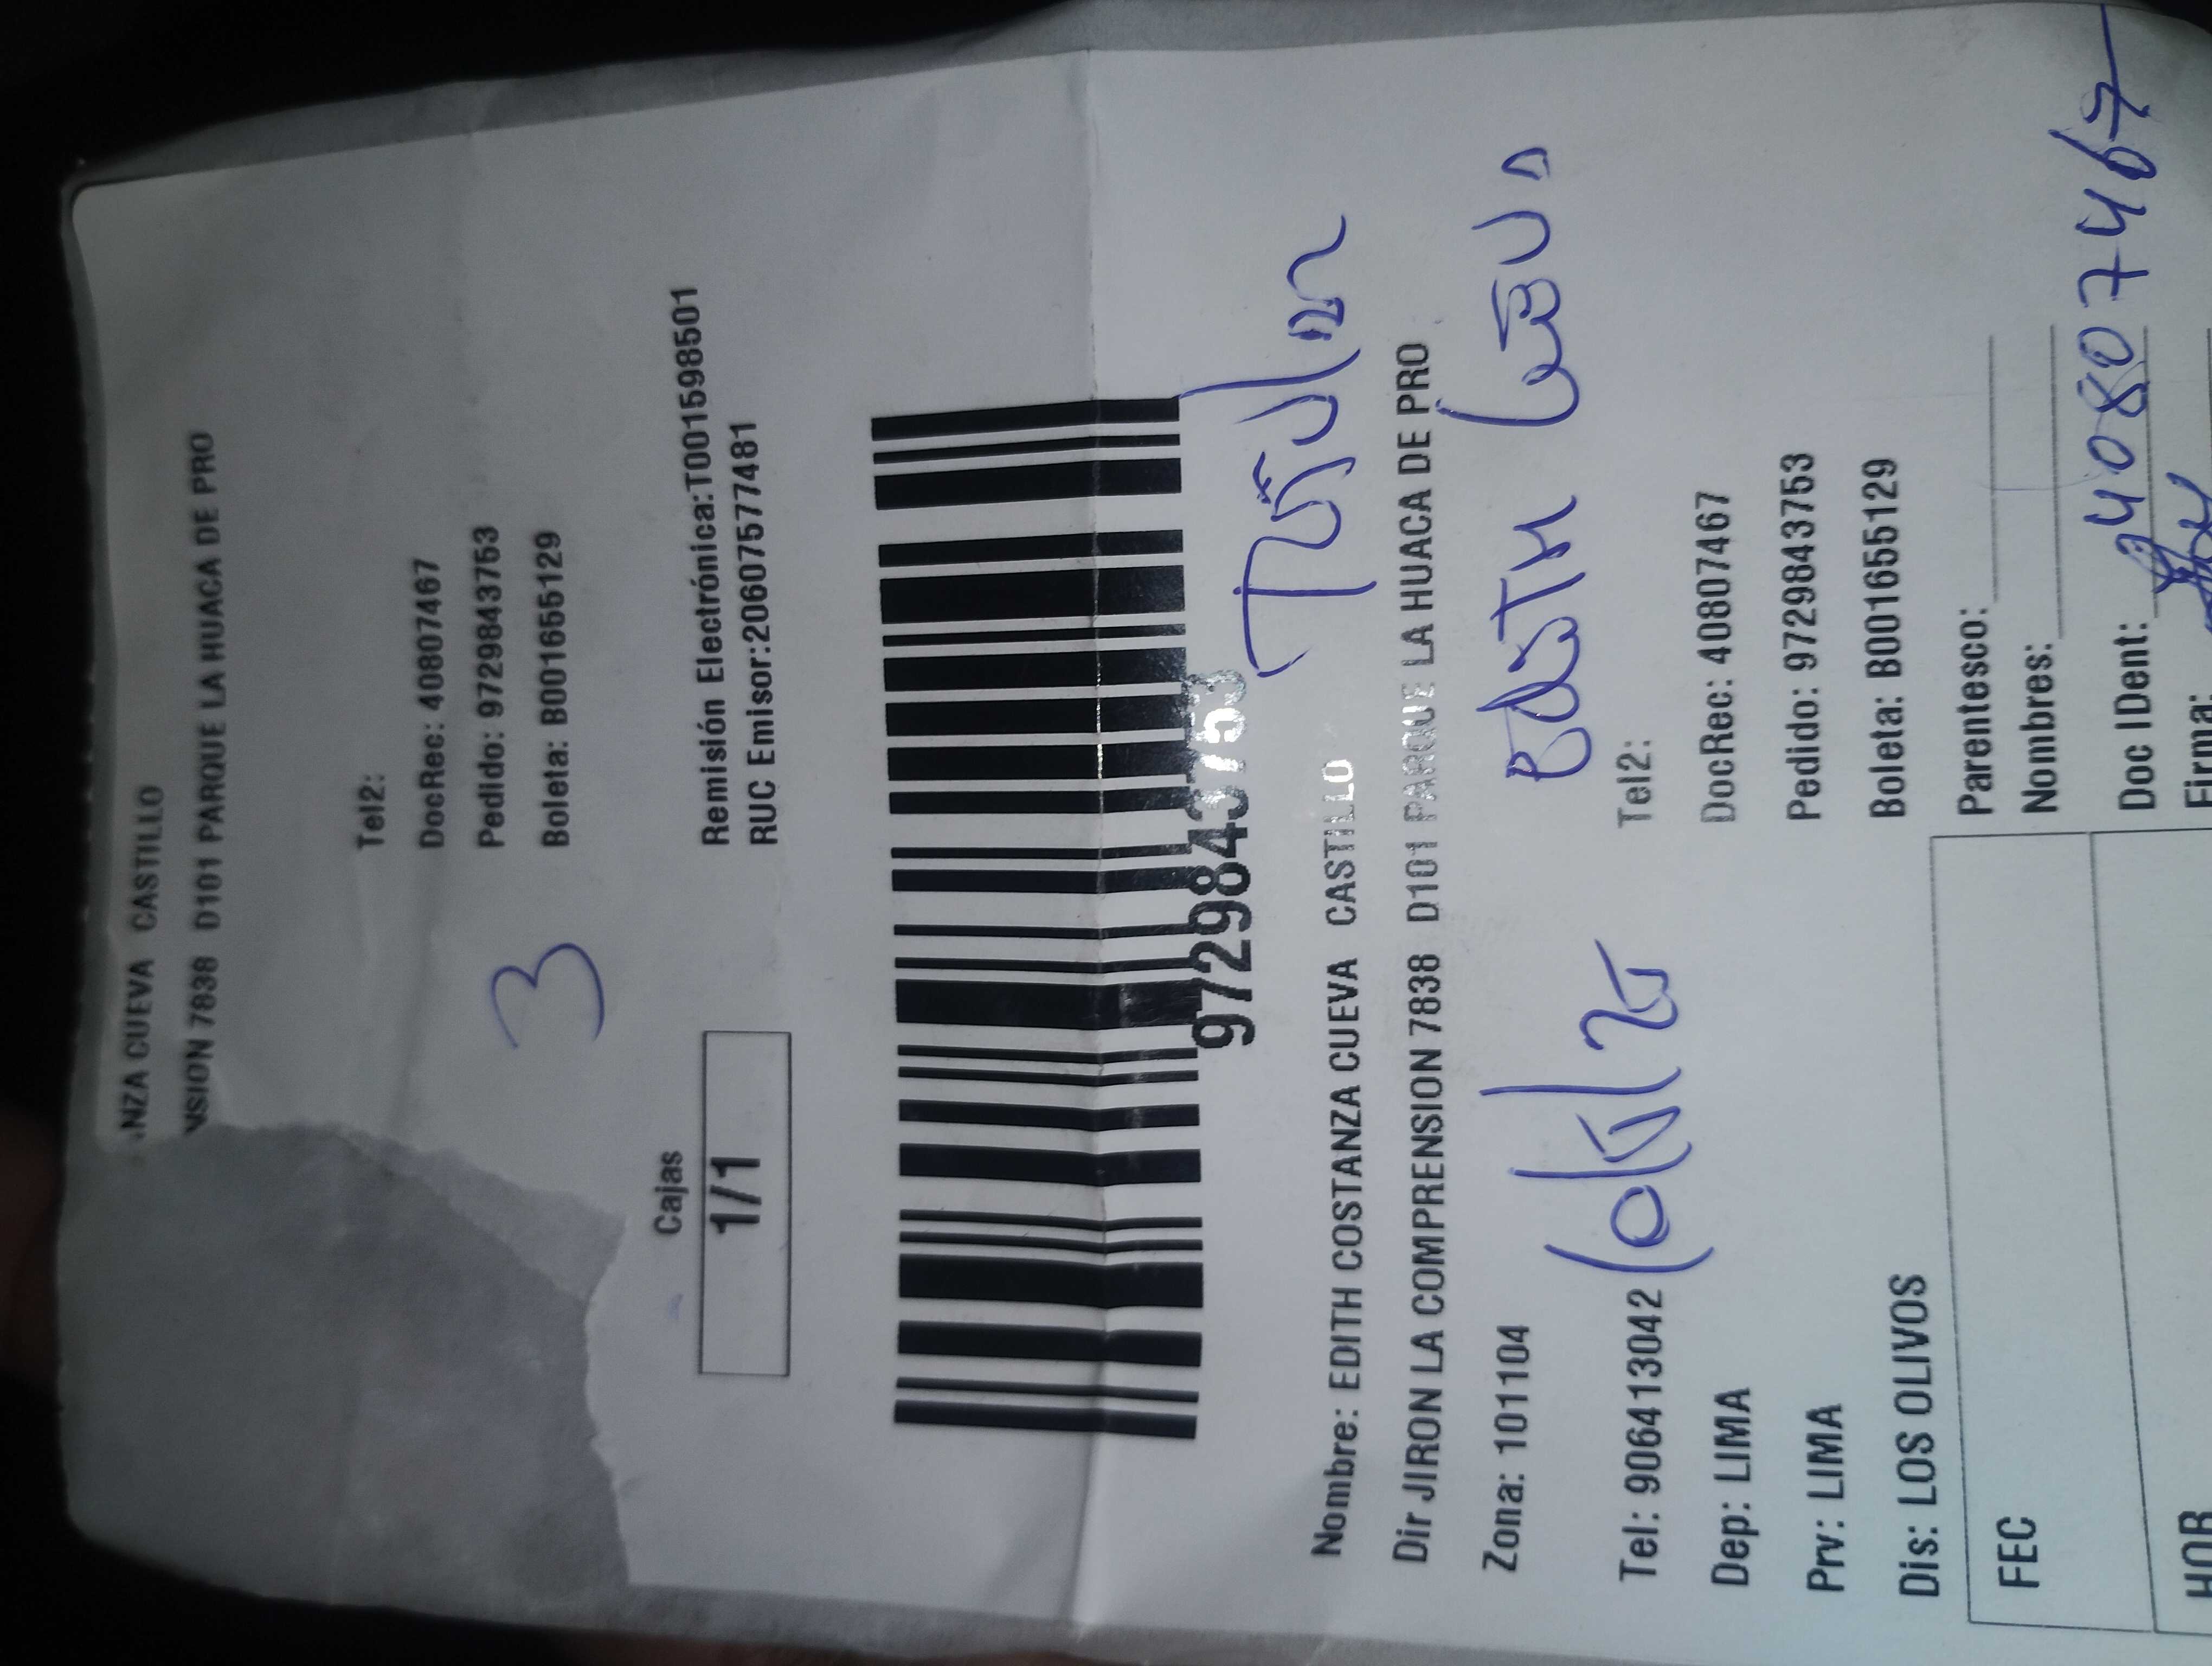 NZA CUEVA CASTILLO
NSION 7838 D101 PARQUE LA HUACA DE PRO
Tel2:
DocRec: 40807467
Pedido: 9729843753
Boleta: B001655129
3
Cajas
1/1
Remisión Electrónica:T001598501
RUC Emisor:20607577481
9729843753
Nombre: EDITH COSTANZA CUEVA CASTILLO
Dir JIRON LA COMPRENSION 7838 D101 PARQUE LA HUACA DE PRO
Zona: 101104
Tel: 906413042
Tel2:
Dep: LIMA
DocRec: 40807467
Prv: LIMA
Pedido: 9729843753
Dis: LOS OLIVOS
Boleta: B001655129
FEC
Parentesco:
Nombres:
Doc IDent: 40807467
HOR
Firma: